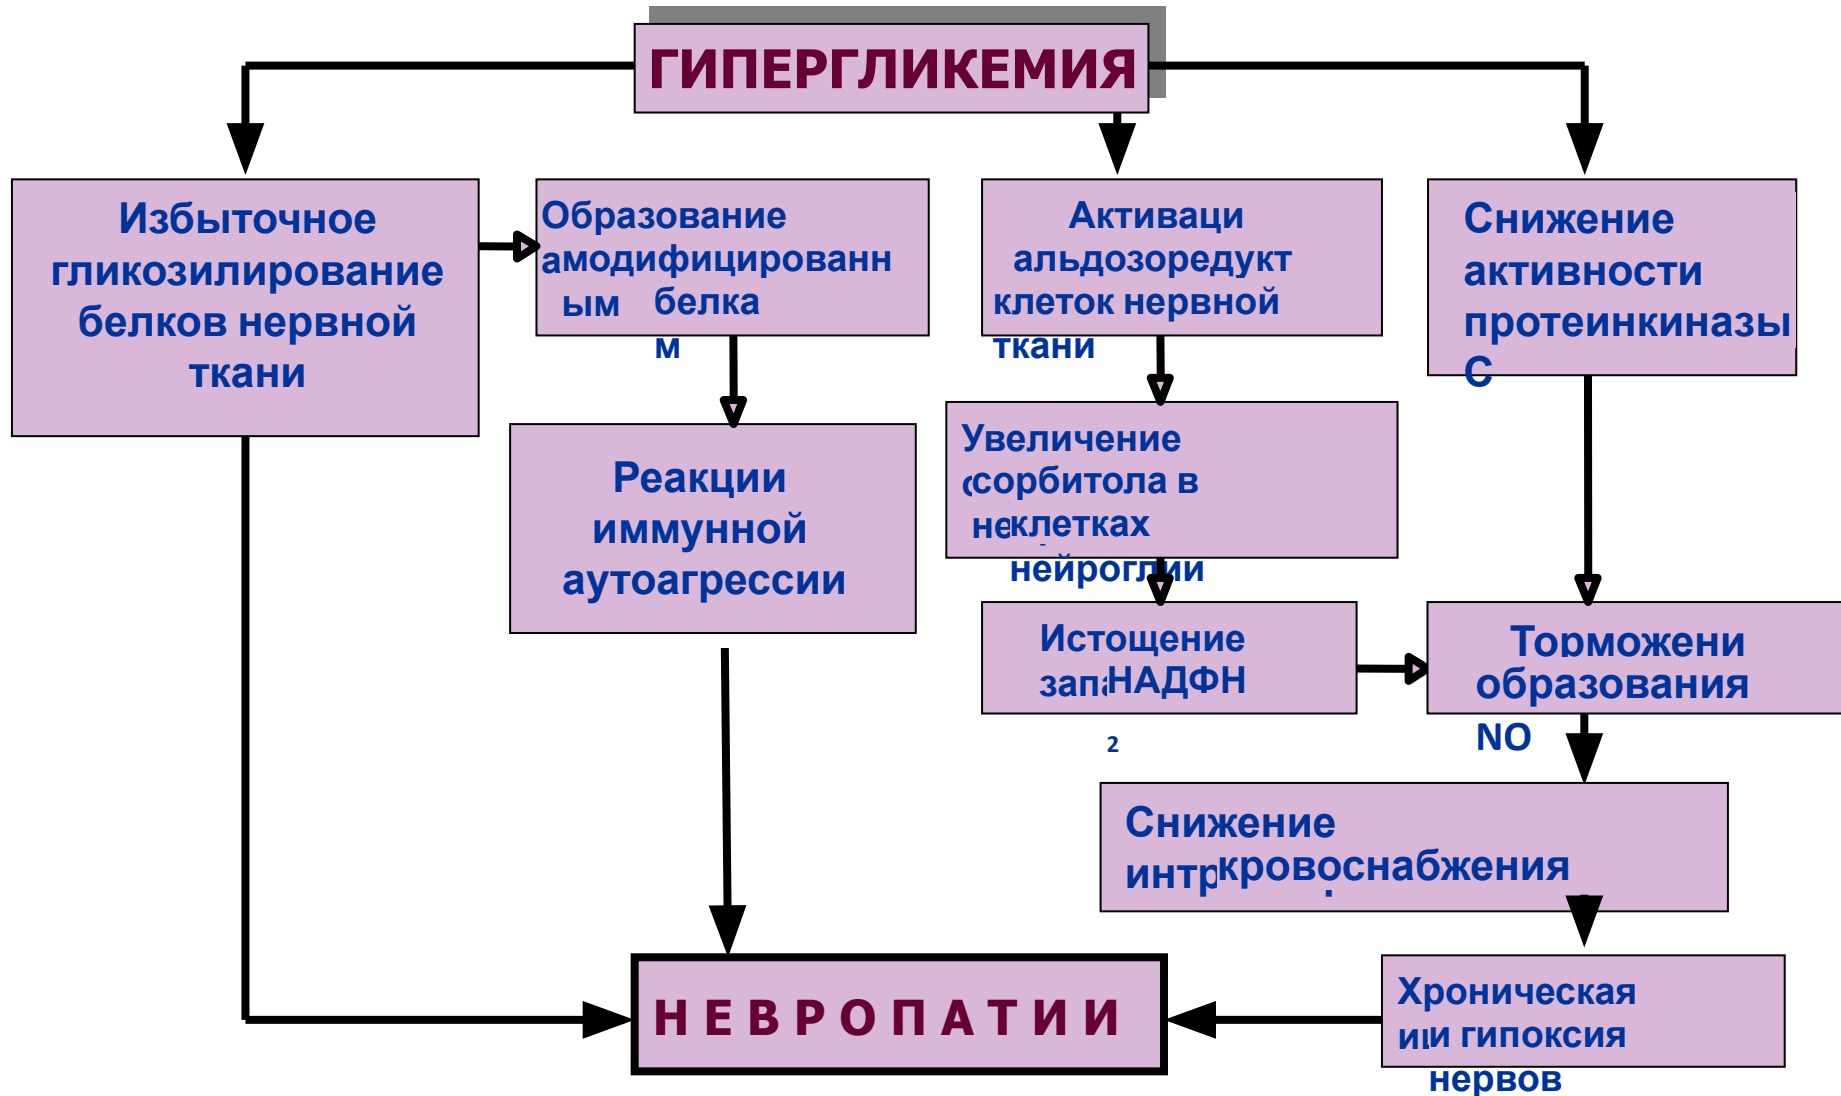 ГИПЕРГЛИКЕМИЯ
Избыточное
гликозилирование
белков нервной
ткани
Образование
амодифицированн
ым белка
м
Активаци
альдозоредукт
клеток нервной
ткани
Снижение
активности
протеинкиназы
С
Реакции
иммунной
аутоагрессии
Увеличение
сорбитола в
клетках
нейроглии
Истощение
НАДФН
2
Торможени
образования
NO
Снижение
кровоснабжения
Хроническая
и гипоксия
нервов
НЕВРОПАТИИ